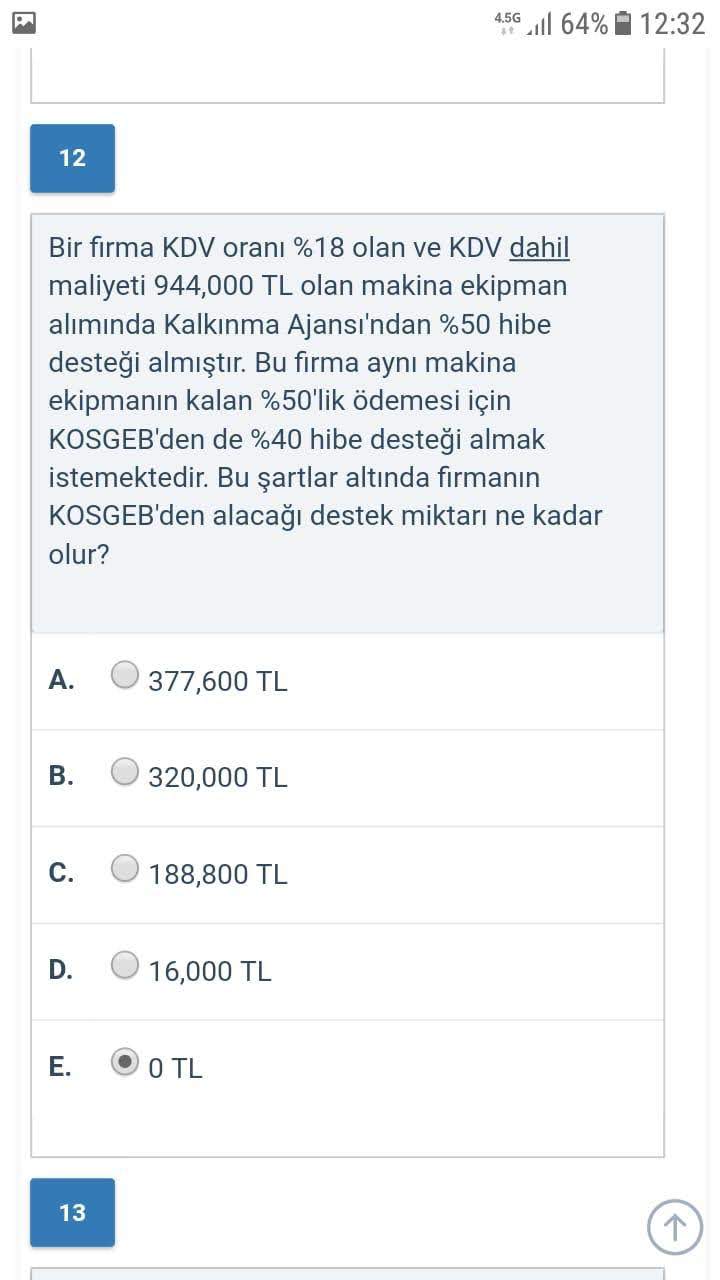 4.5G 64% 12:32
12
Bir firma KDV oranı %18 olan ve KDV dahil
maliyeti 944,000 TL olan makina ekipman
alımında Kalkınma Ajansı'ndan %50 hibe
desteği almıştır. Bu firma aynı makina
ekipmanın kalan %50'lik ödemesi için
KOSGEB'den de %40 hibe desteği almak
istemektedir. Bu şartlar altında firmanın
KOSGEB'den alacağı destek miktarı ne kadar
olur?
A. 377,600 TL
B. 320,000 TL
C. 188,800 TL
D. 16,000 TL
E. 0 TL
13